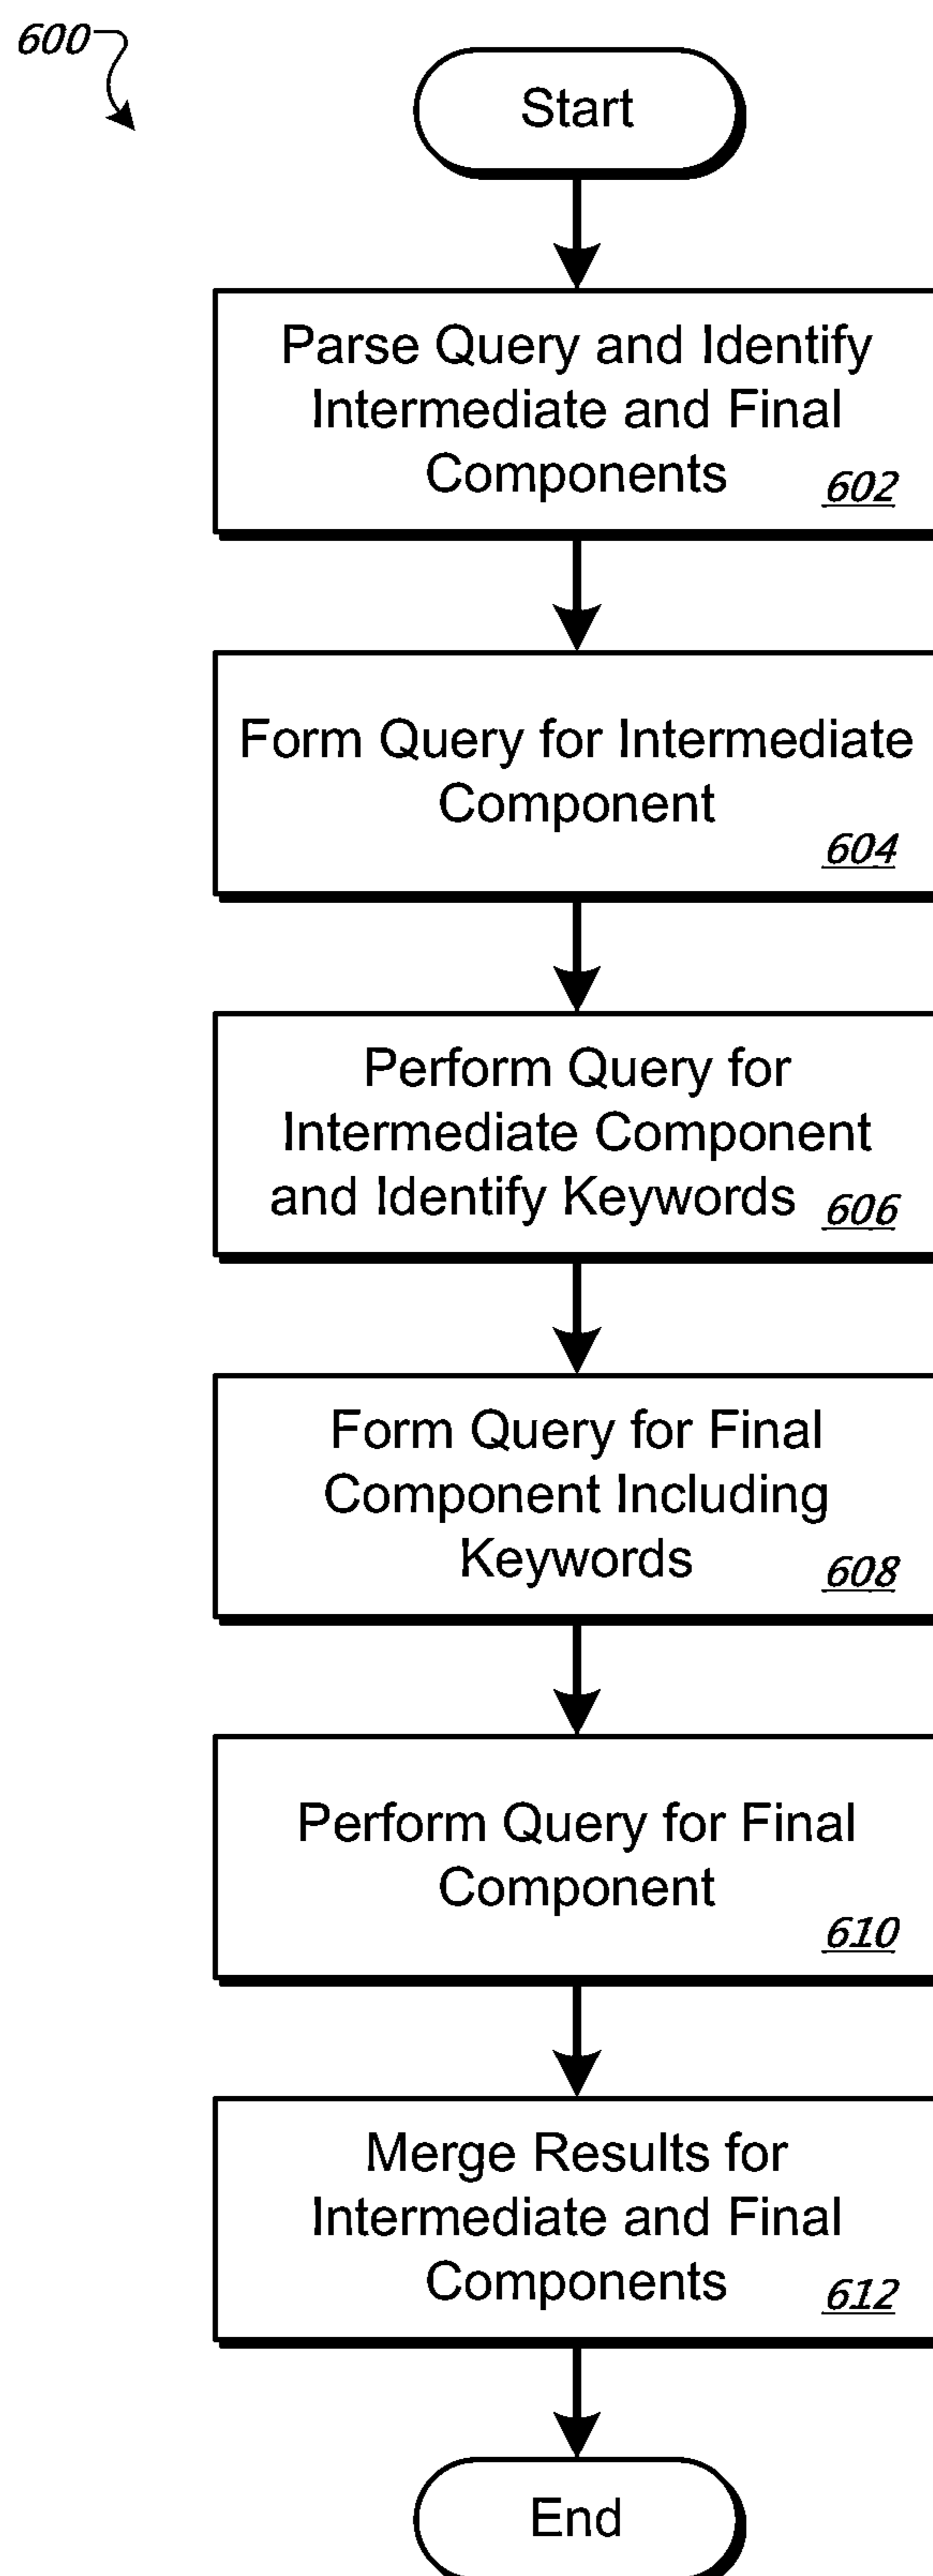 600
Start
Parse Query and Identify
Intermediate and Final
Components
602
Form Query for Intermediate
Component
604
Perform Query for
Intermediate Component
and Identify Keywords
606
Form Query for Final
Component Including
Keywords
608
Perform Query for Final
Component
610
Merge Results for
Intermediate and Final
Components
612
End